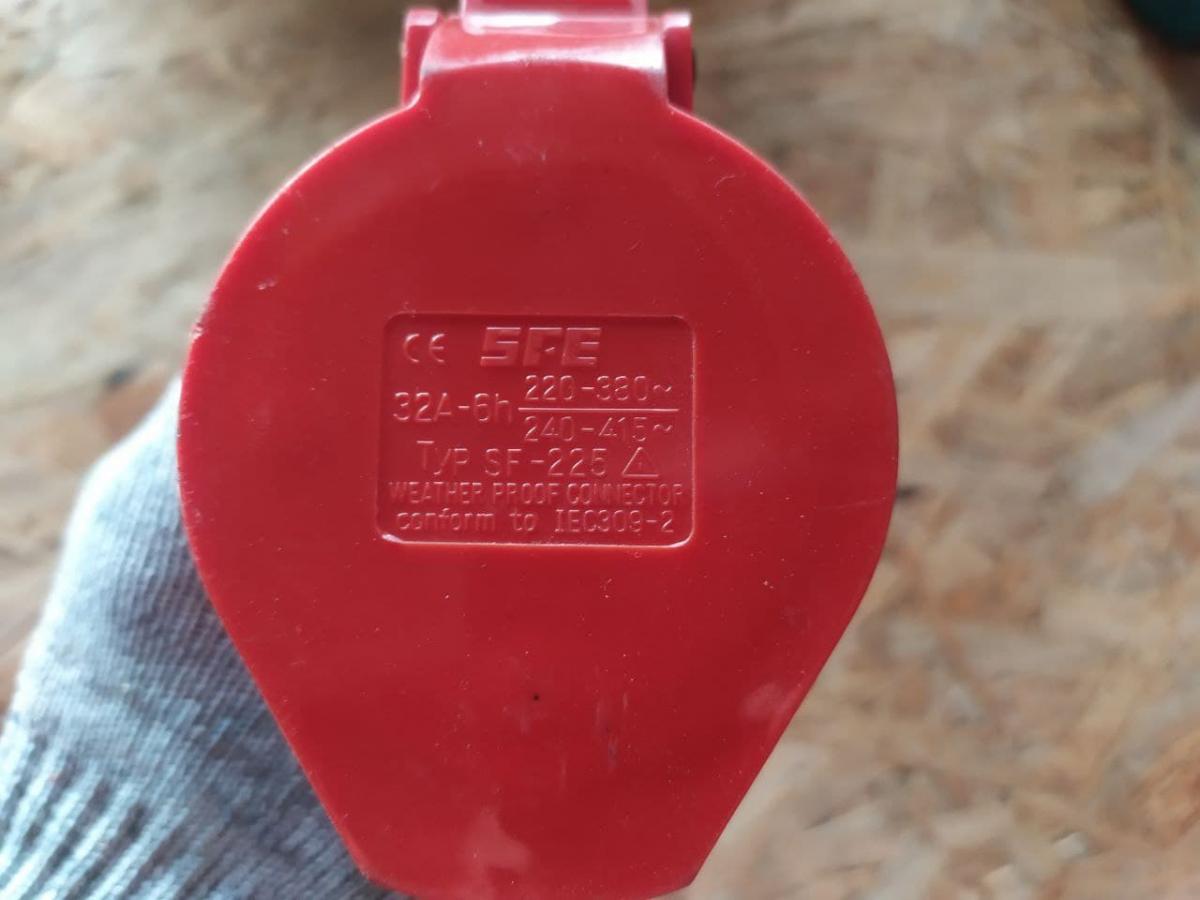 CE SFE
32A-6h 220-380~
240-415~
Typ SF-225
WEATHER PROOF CONNECTOR
conform to IEC309-2